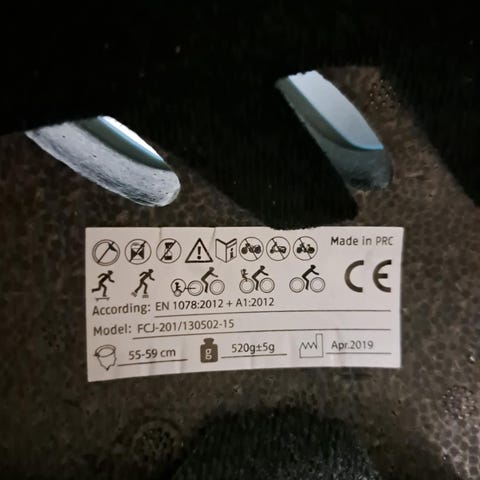 Made in PRC
CE
According: EN 1078:2012 + A1:2012
Model: FCJ-201/130502-15
55-59 cm g 520g±5g Apr.2019